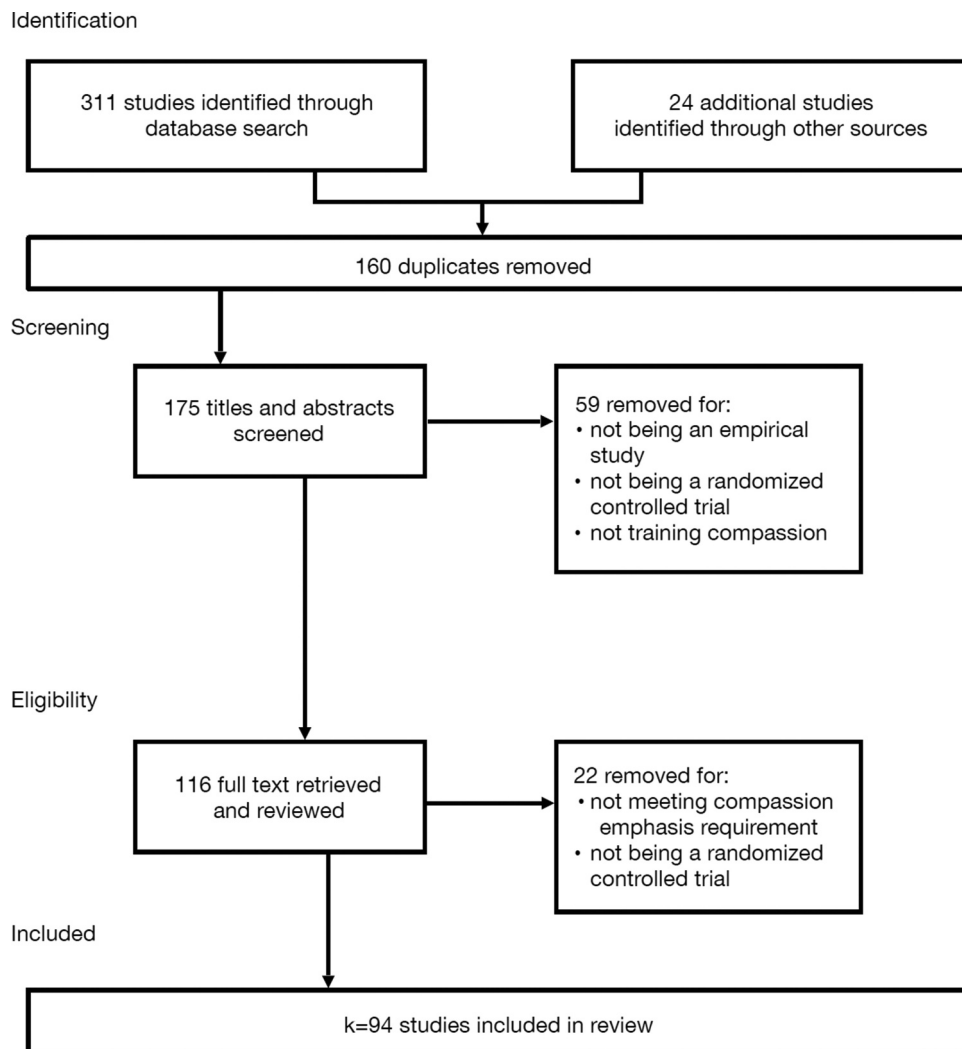 Identification
311 studies identified through
database search
24 additional studies
identified through other sources
160 duplicates removed
Screening
175 titles and abstracts
screened
59 removed for:
• not being an empirical
study
• not being a randomized
controlled trial
• not training compassion
Eligibility
116 full text retrieved
and reviewed
22 removed for:
• not meeting compassion
emphasis requirement
• not being a randomized
controlled trial
Included
k=94 studies included in review